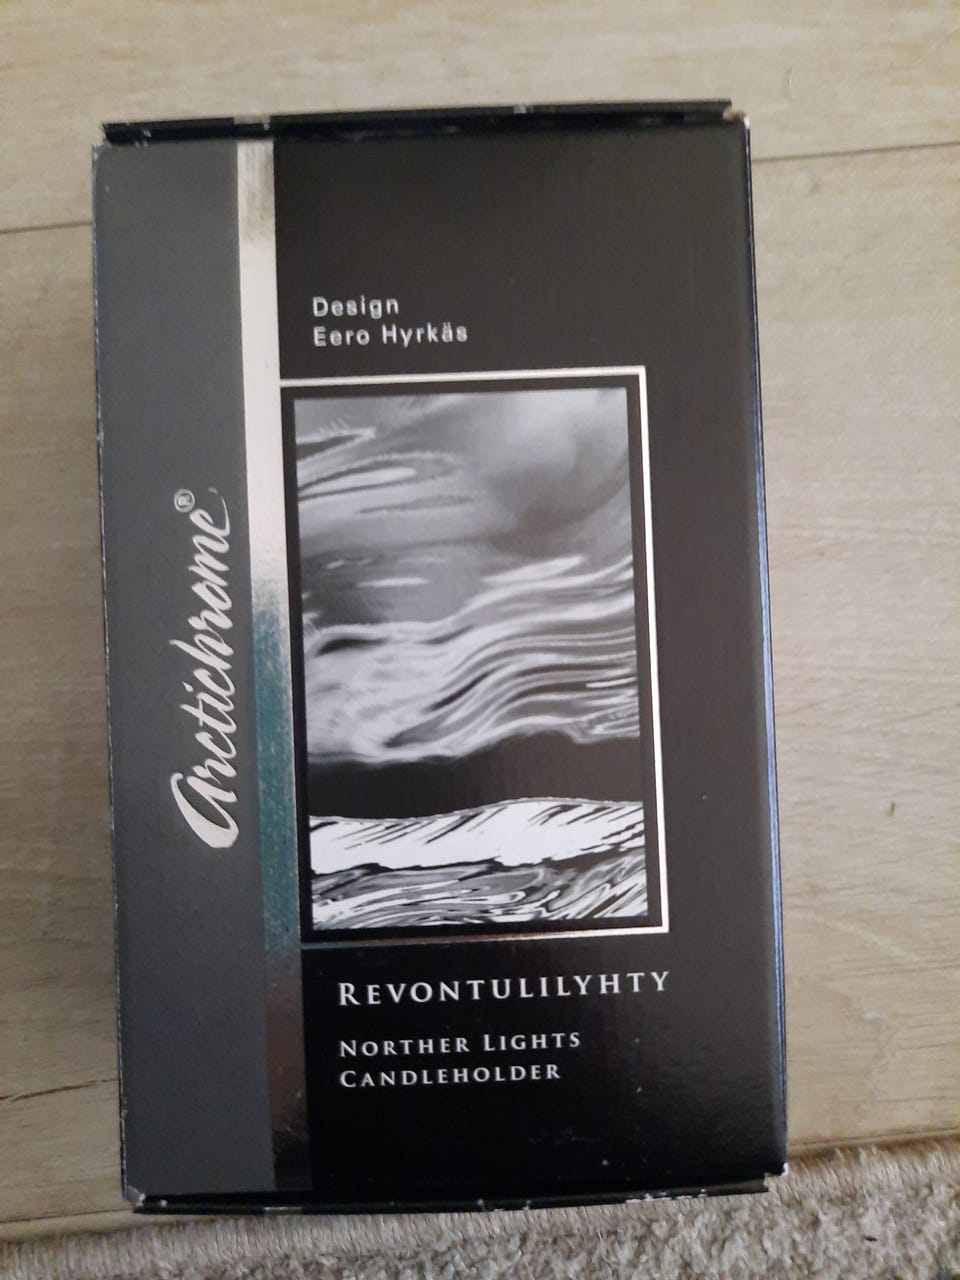 Design
Eero Hyrkäs
Arctichrome®
REVONTULILYHTY
NORTHER LIGHTS
CANDLEHOLDER